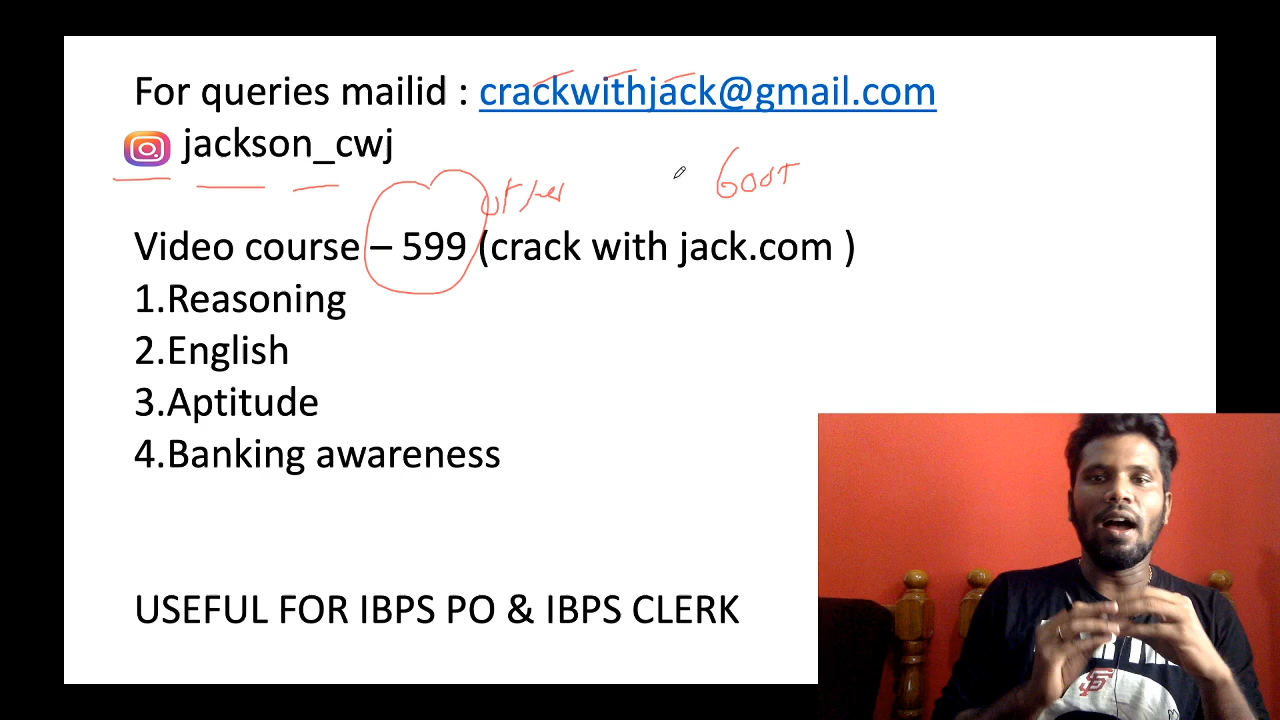 For queries mailid : crackwithjack@gmail.com
jackson_cwj
Video course – 599 (crack with jack.com )
1.Reasoning
2.English
3.Aptitude
4.Banking awareness
USEFUL FOR IBPS PO & IBPS CLERK